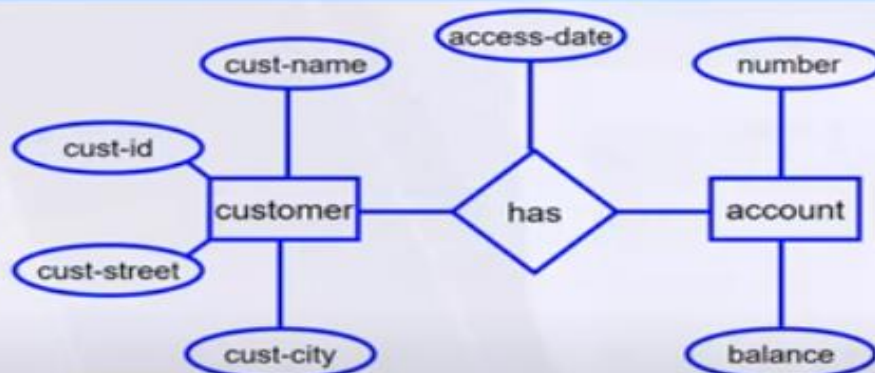 access-date
cust-name
number
cust-id
customer
has
account
cust-street
cust-city
balance